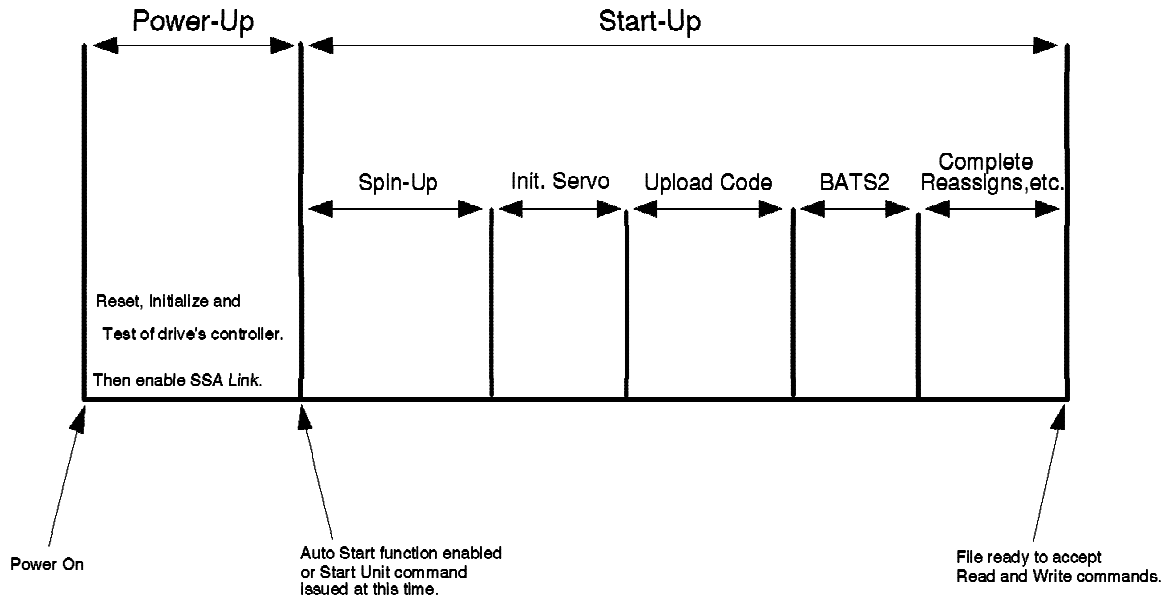 Power-Up
Start-Up
Spin-Up
Init. Servo
Upload Code
BATS2
Complete
Reassigns,etc.
Reset, Initialize and
Test of drive's controller.
Then enable SSA Link.
Power On
Auto Start function enabled
or Start Unit command
issued at this time.
File ready to accept
Read and Write commands.